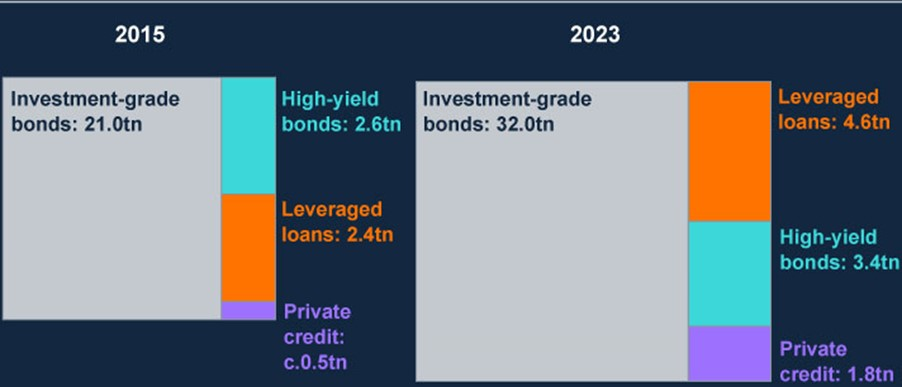 2015
Investment-grade
bonds: 21.0tn
High-yield
bonds: 2.6tn
Leveraged
loans: 2.4tn
Private
credit:
c.0.5tn
2023
Investment-grade
bonds: 32.0tn
Leveraged
loans: 4.6tn
High-yield
bonds: 3.4tn
Private
credit: 1.8tn